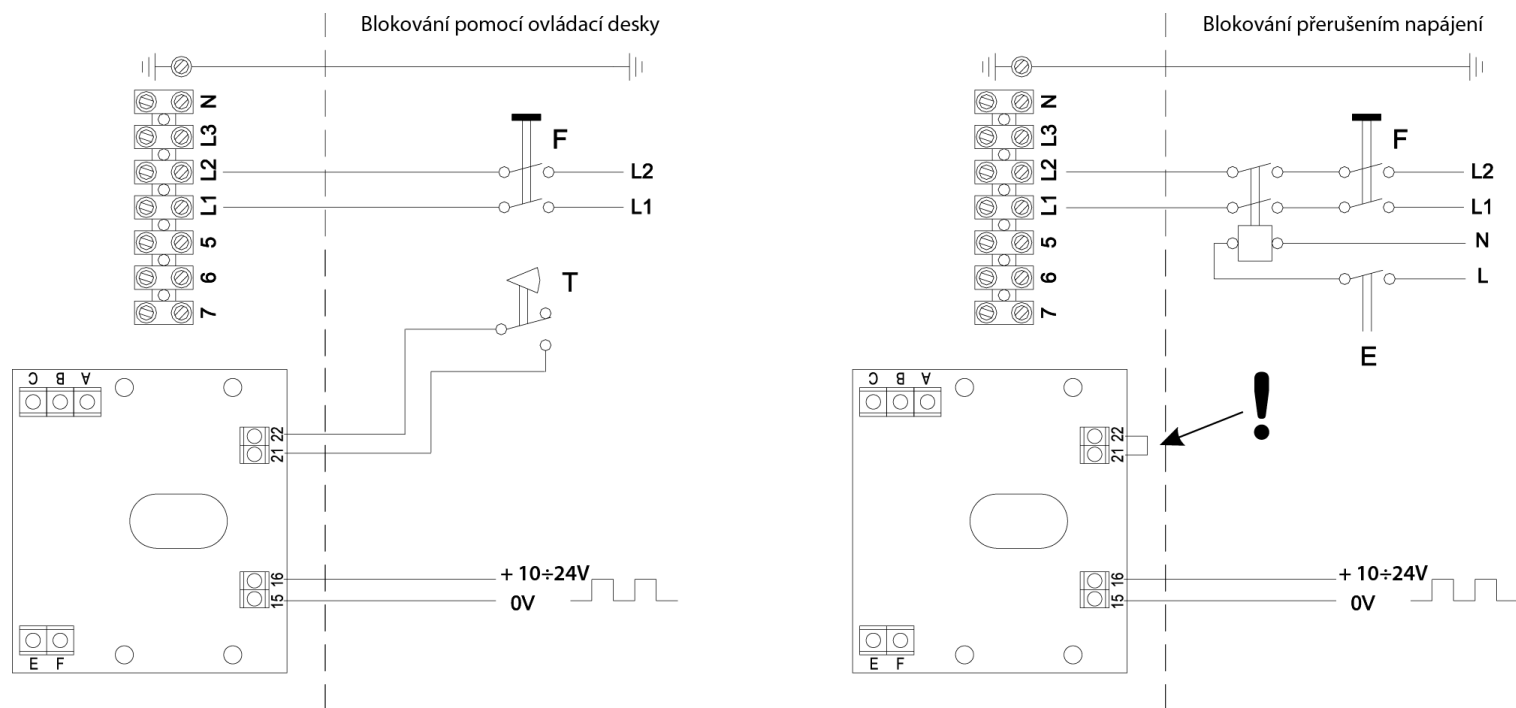 Blokování pomocí ovládací desky
N
L3
L2
L1
5
6
7
F
L2
L1
T
C B A
22
21
16
15
+ 10÷24V
0V
E F
Blokování přerušením napájení
N
L3
L2
L1
5
6
7
F
L2
L1
N
L
E
!
C B A
22
21
16
15
+ 10÷24V
0V
E F